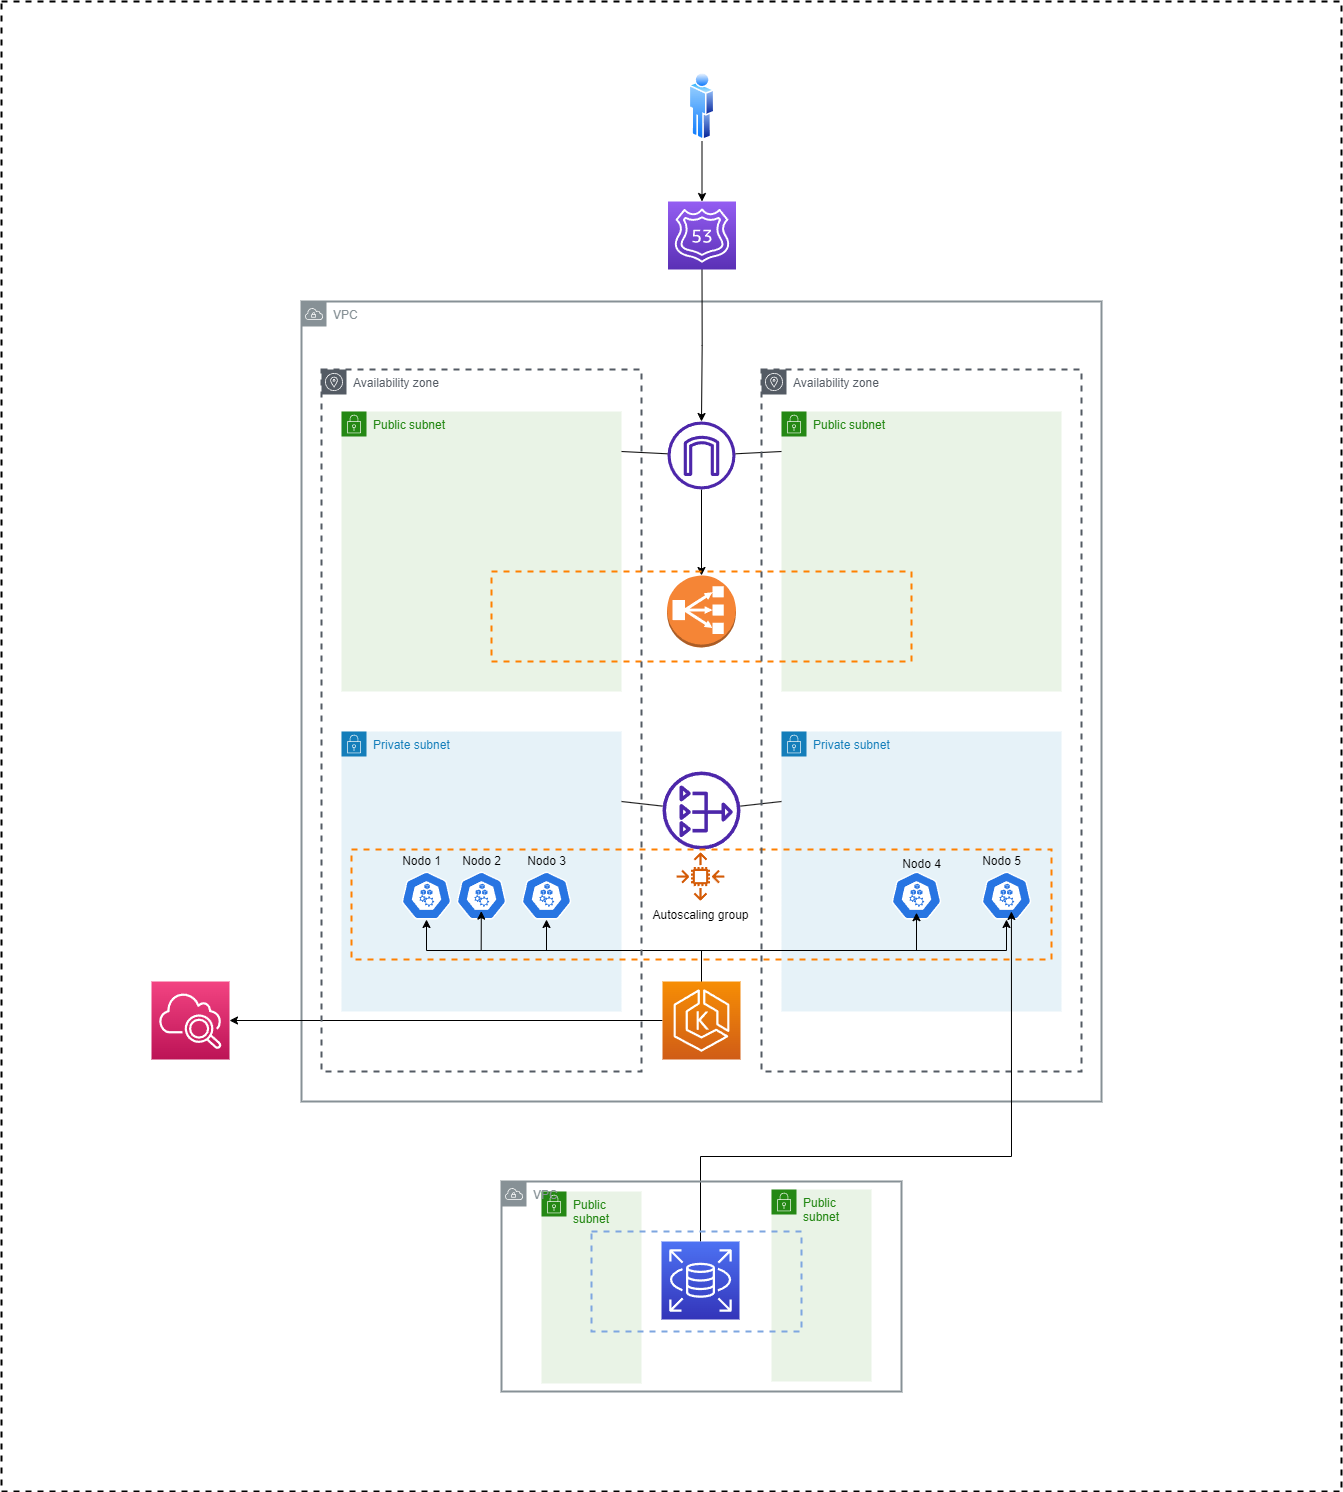 53
VPC
Availability zone
Availability zone
Public subnet
Public subnet
Private subnet
Private subnet
Nodo 1
Nodo 2
Nodo 3
Nodo 4
Nodo 5
Autoscaling group
K
VPC
Public
subnet
Public
subnet